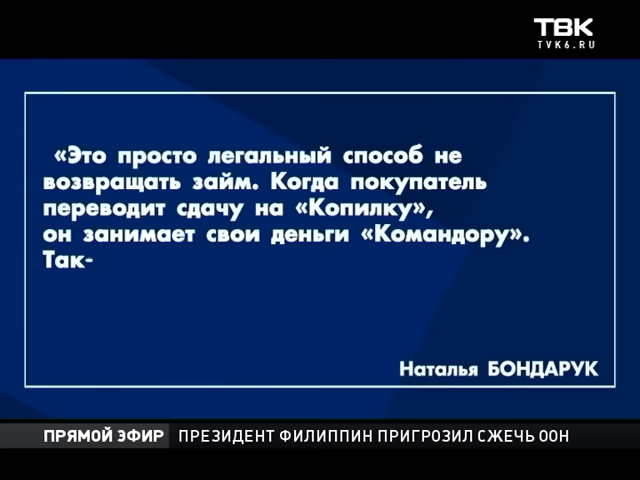 ТВК
TVK6.RU
«Это просто легальный способ не
возвращать займ. Когда покупатель
переводит сдачу на «Копилку»,
он занимает свои деньги «Командору».
Так-
Наталья БОНДАРУК
ПРЯМОЙ ЭФИР ПРЕЗИДЕНТ ФИЛИППИН ПРИГРОЗИЛ СЖЕЧЬ ООН